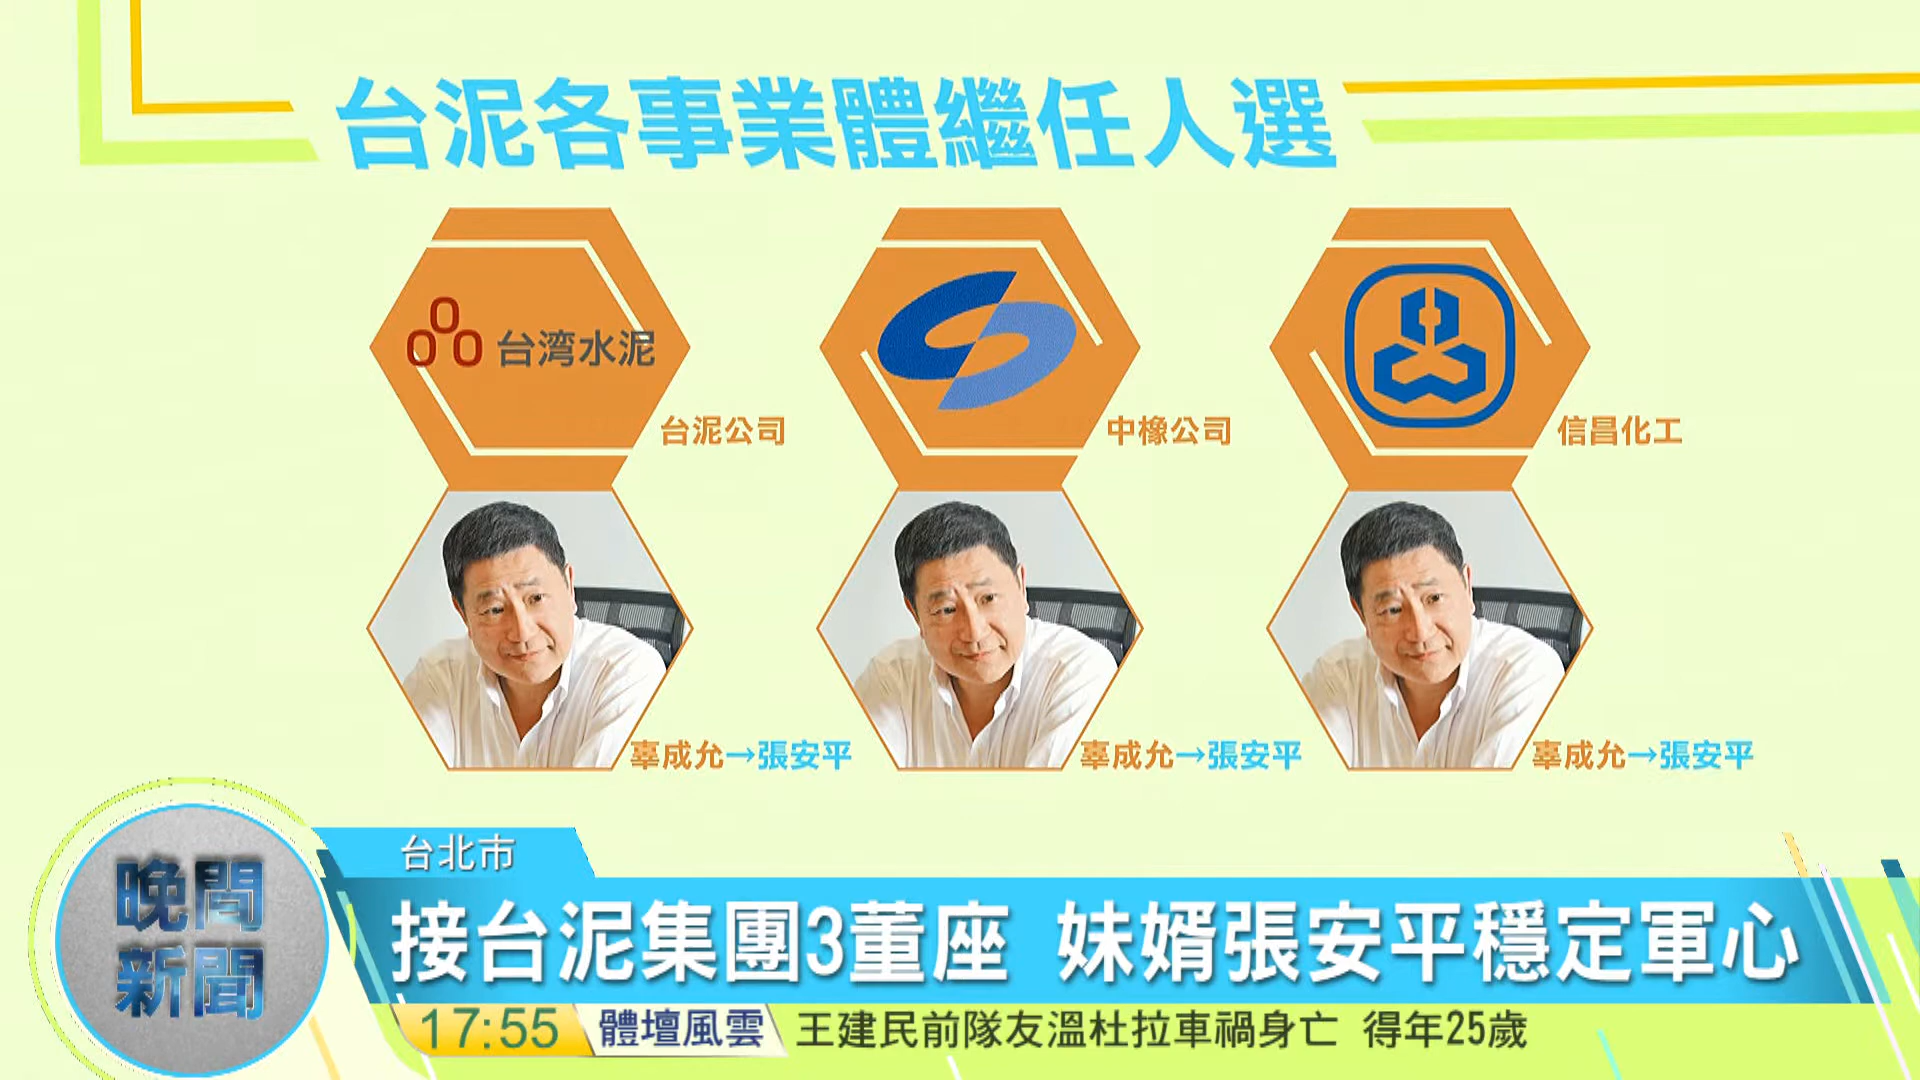 台泥各事業體繼任人選
台湾水泥
台泥公司
中橡公司
信昌化工
辜成允→張安平
辜成允→張安平
辜成允→張安平
台北市
晚間
新聞
接台泥集團3董座 妹婿張安平穩定軍心
17:55 體壇風雲 王建民前隊友溫杜拉車禍身亡 得年25歲